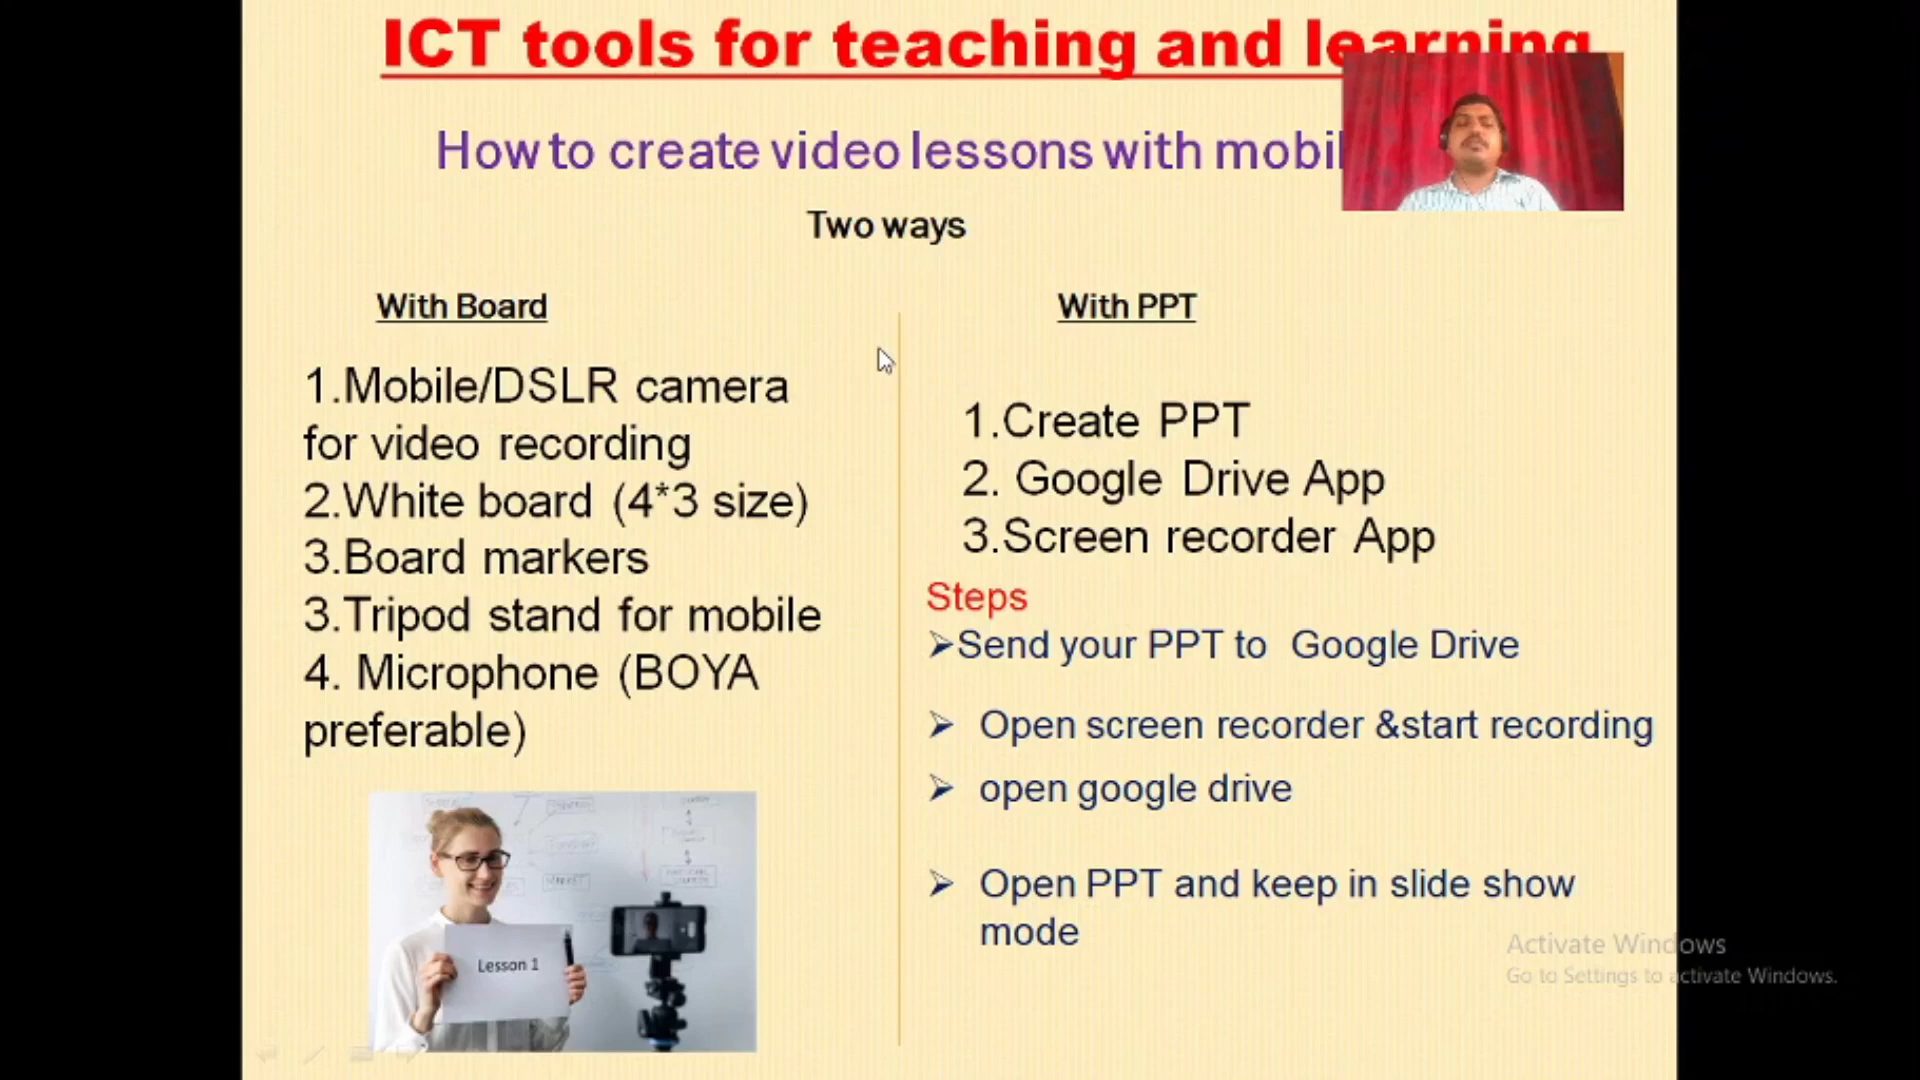 ICT tools for teaching and learning
How to create video lessons with
Two ways
With Board
1.Mobile/DSLR camera
for video recording
2.White board (4*3 size)
3.Board markers
3.Tripod stand for mobile
4. Microphone (BOYA
preferable)
Lesson 1
With PPT
1.Create PPT
2. Google Drive App
3.Screen recorder App
Steps
➢Send your PPT to Google Drive
➢ Open screen recorder &start recording
➢ open google drive
➢ Open PPT and keep in slide show
mode
Activate Windows
Go to Settings to activate Windows.